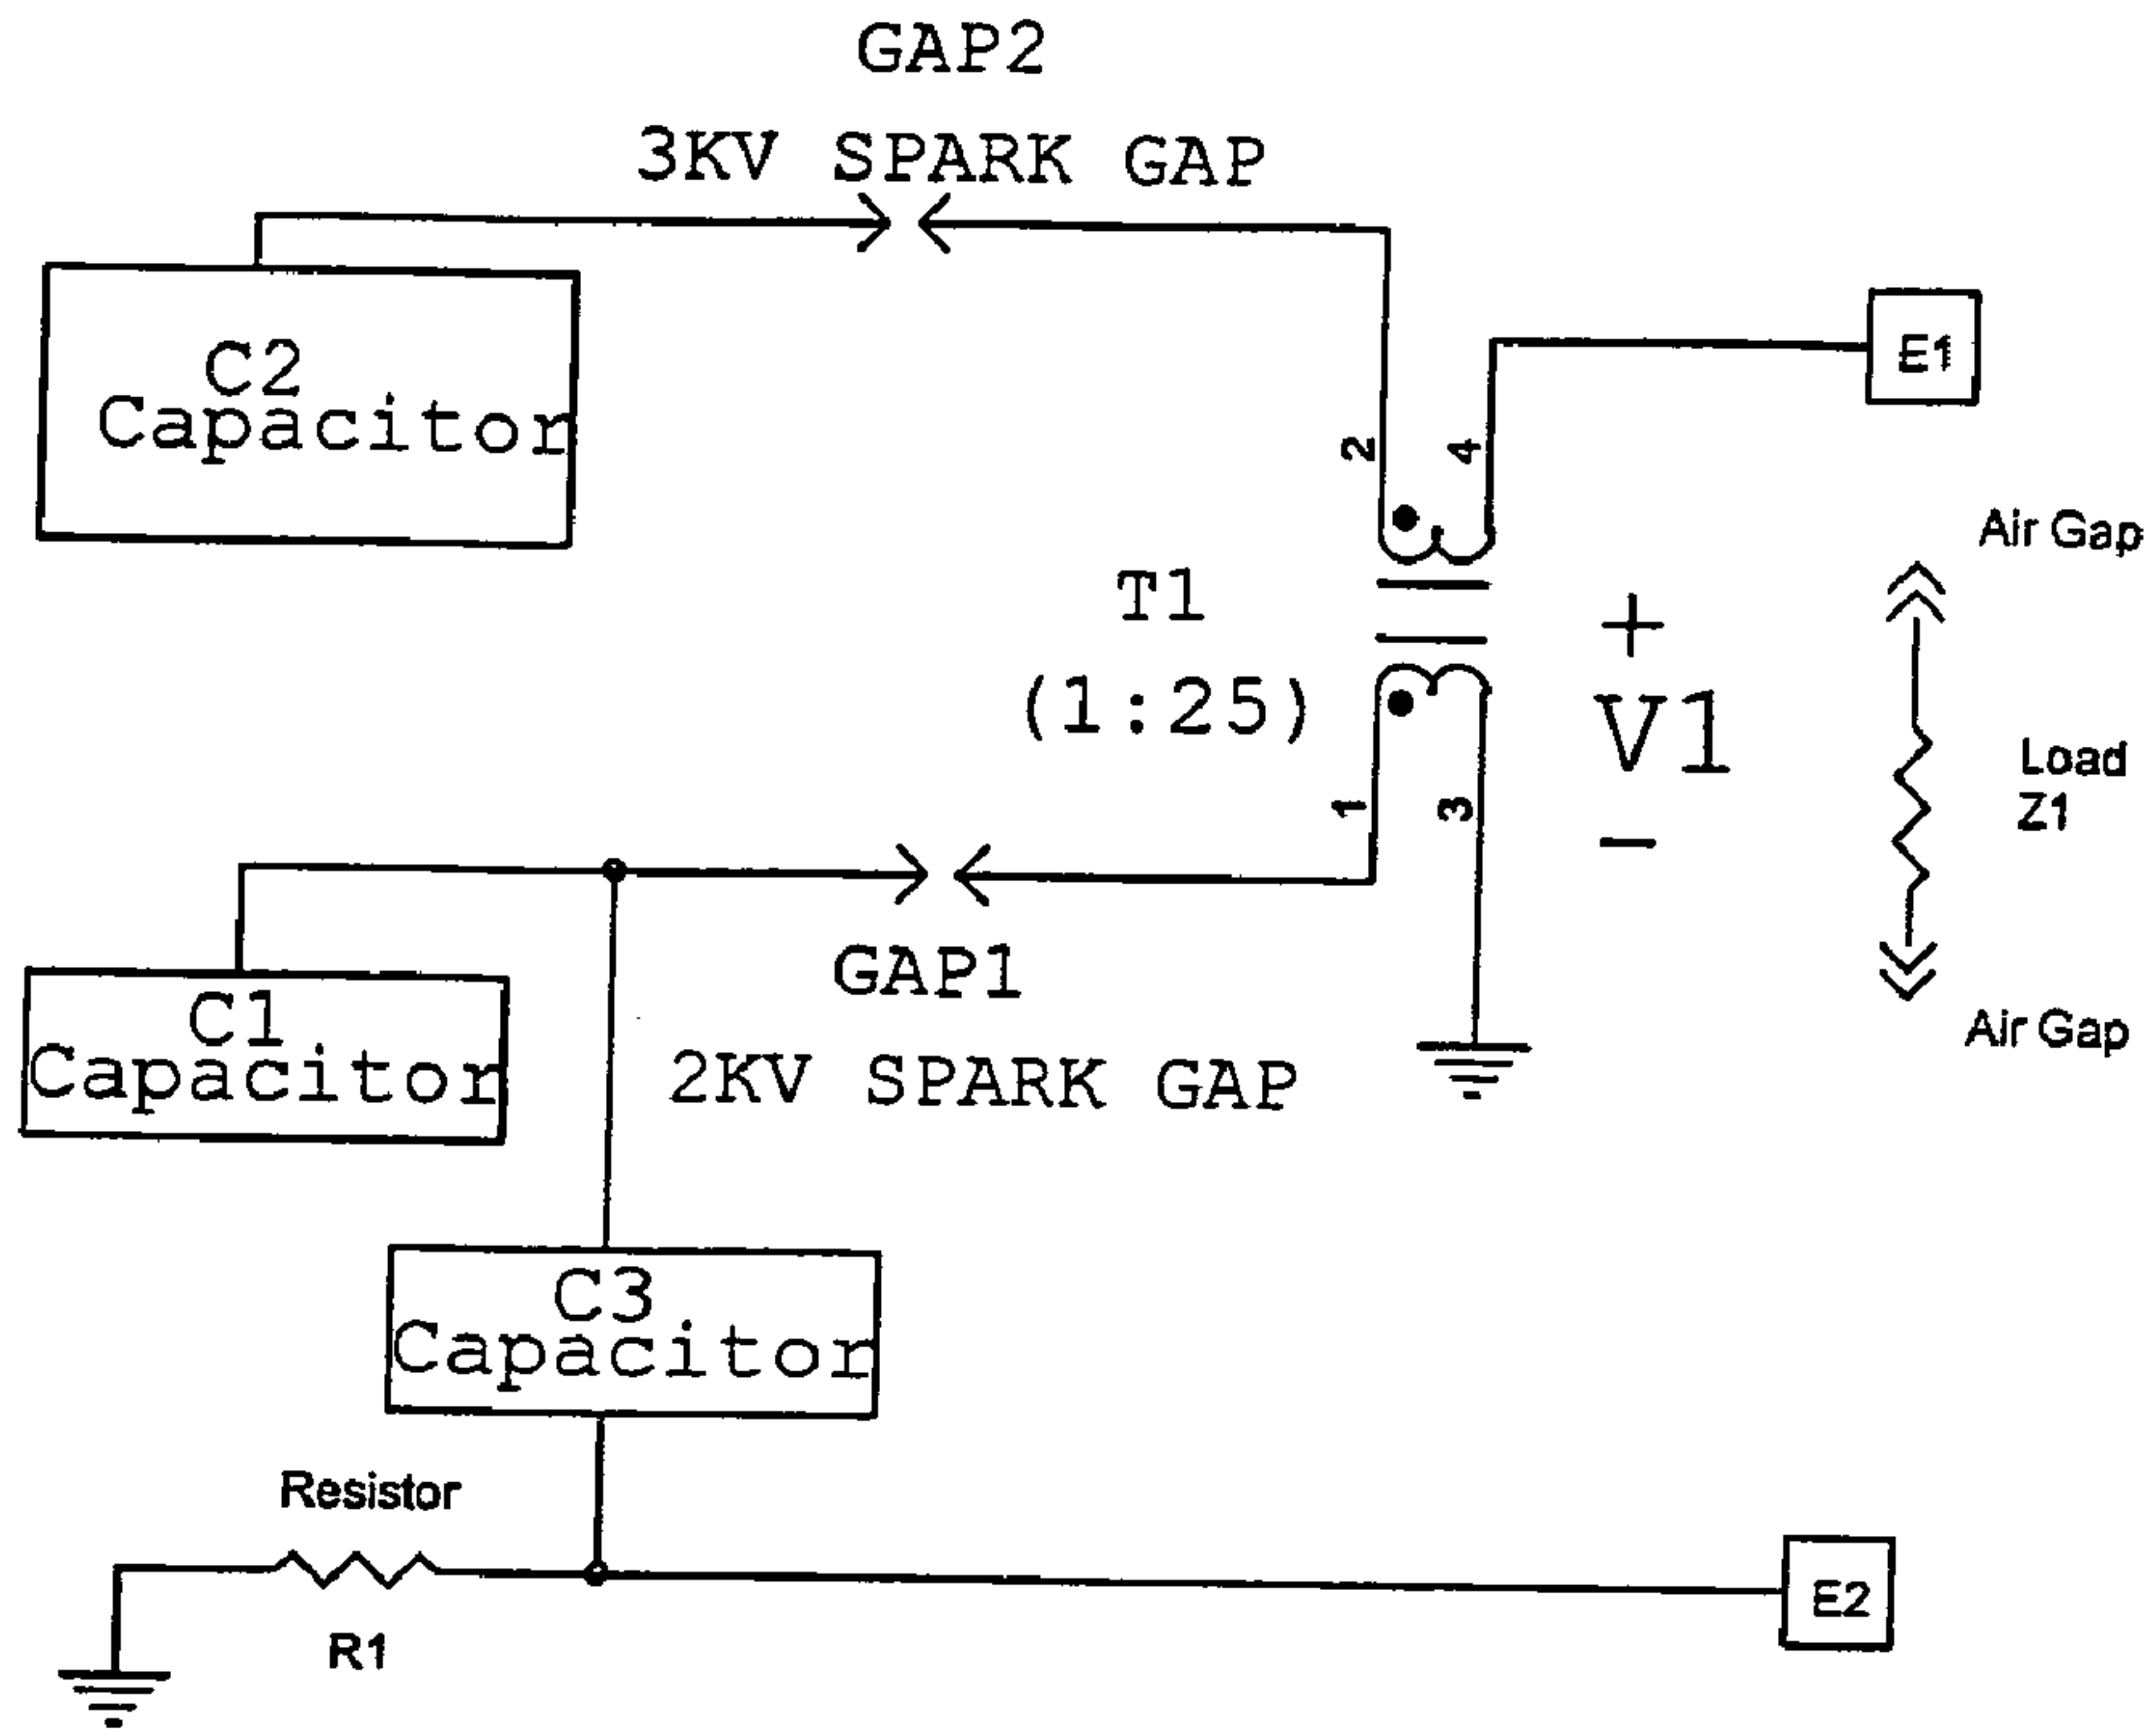 GAP2
3KV SPARK GAP
C2
Capacitor
E1
2
4
Air Gap
T1
(1:25)
+
V1
-
1
3
Load
Z1
GAP1
2KV SPARK GAP
C1
Capacitor
Air Gap
C3
Capacitor
Resistor
R1
E2